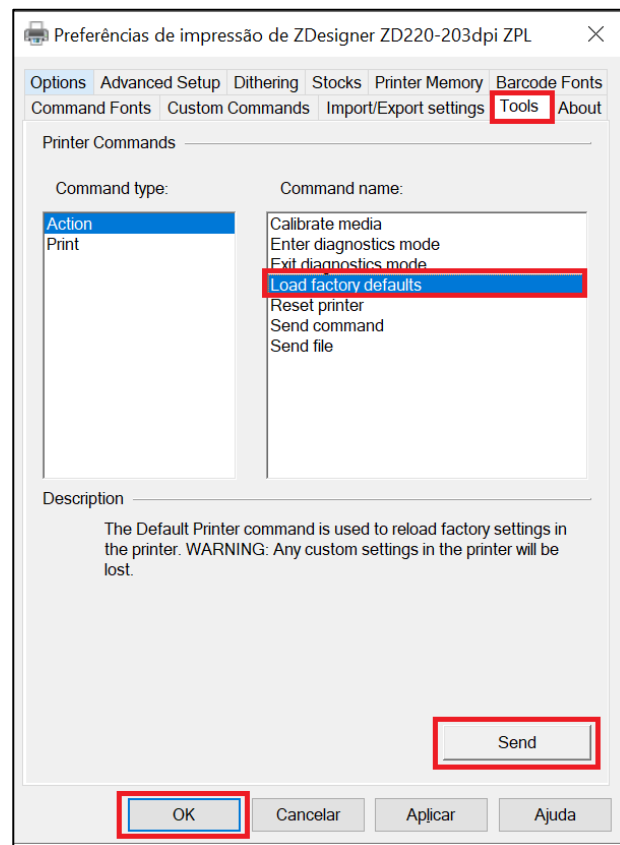 Preferências de impressão de ZDesigner ZD220-203dpi ZPL
Options Advanced Setup Dithering Stocks Printer Memory Barcode Fonts
Command Fonts Custom Commands Import/Export settings Tools About
Printer Commands
Command type:
Command name:
Action
Print
Calibrate media
Enter diagnostics mode
Exit diagnostics mode
Load factory defaults
Reset printer
Send command
Send file
Description
The Default Printer command is used to reload factory settings in
the printer. WARNING: Any custom settings in the printer will be
lost.
Send
OK Cancelar Aplicar Ajuda